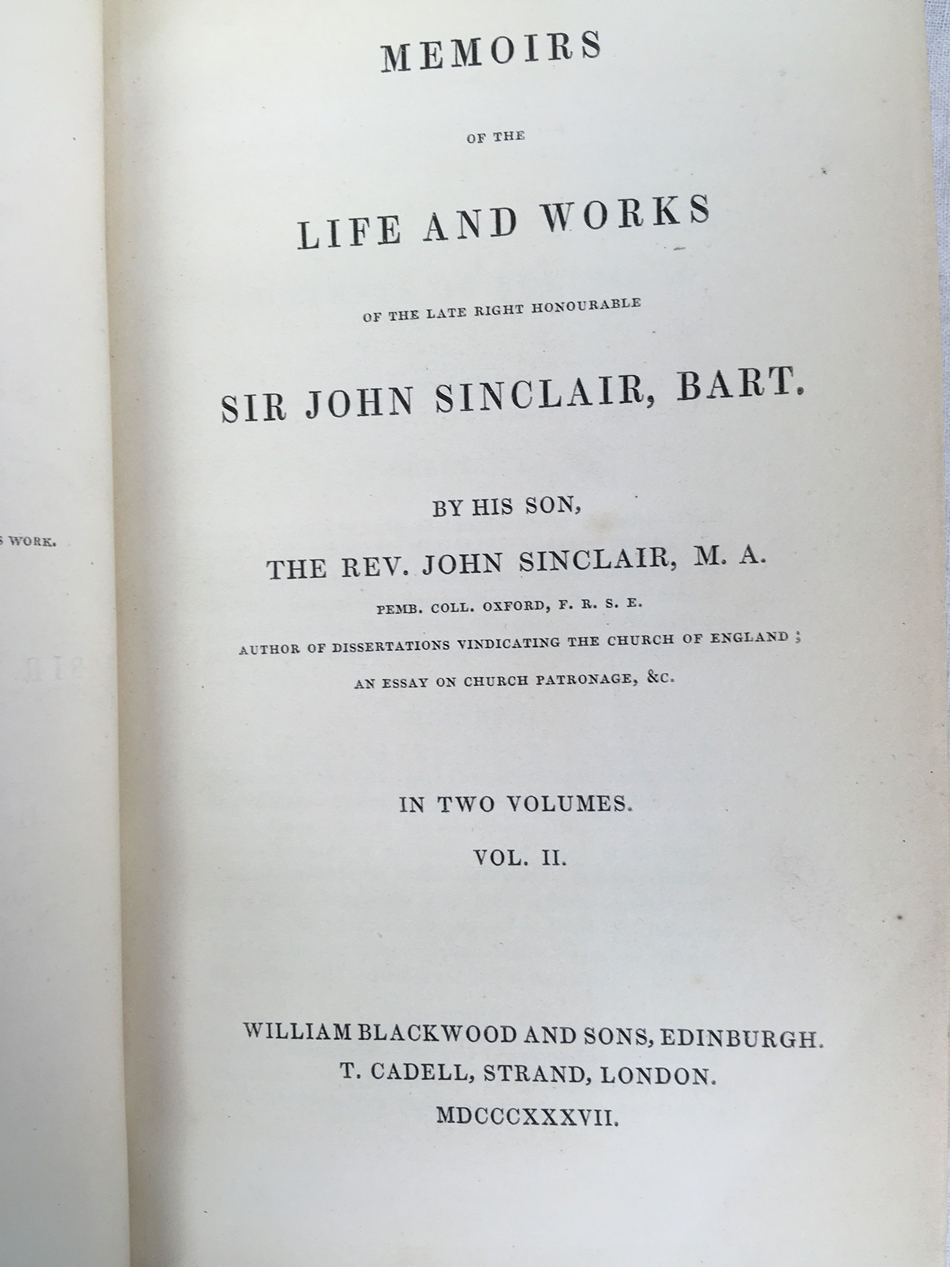 MEMOIRS
OF THE
LIFE AND WORKS
OF THE LATE RIGHT HONOURABLE
SIR JOHN SINCLAIR, BART.
BY HIS SON,
THE REV. JOHN SINCLAIR, M. A.
PEMB. COLL. OXFORD, F. R. S. E.
AUTHOR OF DISSERTATIONS VINDICATING THE CHURCH OF ENGLAND ;
AN ESSAY ON CHURCH PATRONAGE, &C.
IN TWO VOLUMES.
VOL. II.
WILLIAM BLACKWOOD AND SONS, EDINBURGH.
T. CADELL, STRAND, LONDON.
MDCCCXXXVII.
WORK.